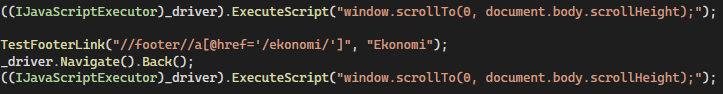 ((IJavaScriptExecutor)_driver).ExecuteScript("window.scrollTo(0, document.body.scrollHeight);");
TestFooterLink("//footer//a[@href='/ekonomi/']", "Ekonomi");
_driver.Navigate().Back();
((IJavaScriptExecutor)_driver).ExecuteScript("window.scrollTo(0, document.body.scrollHeight);");